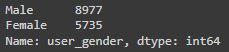 Male      8977
Female    5735
Name: user_gender, dtype: int64